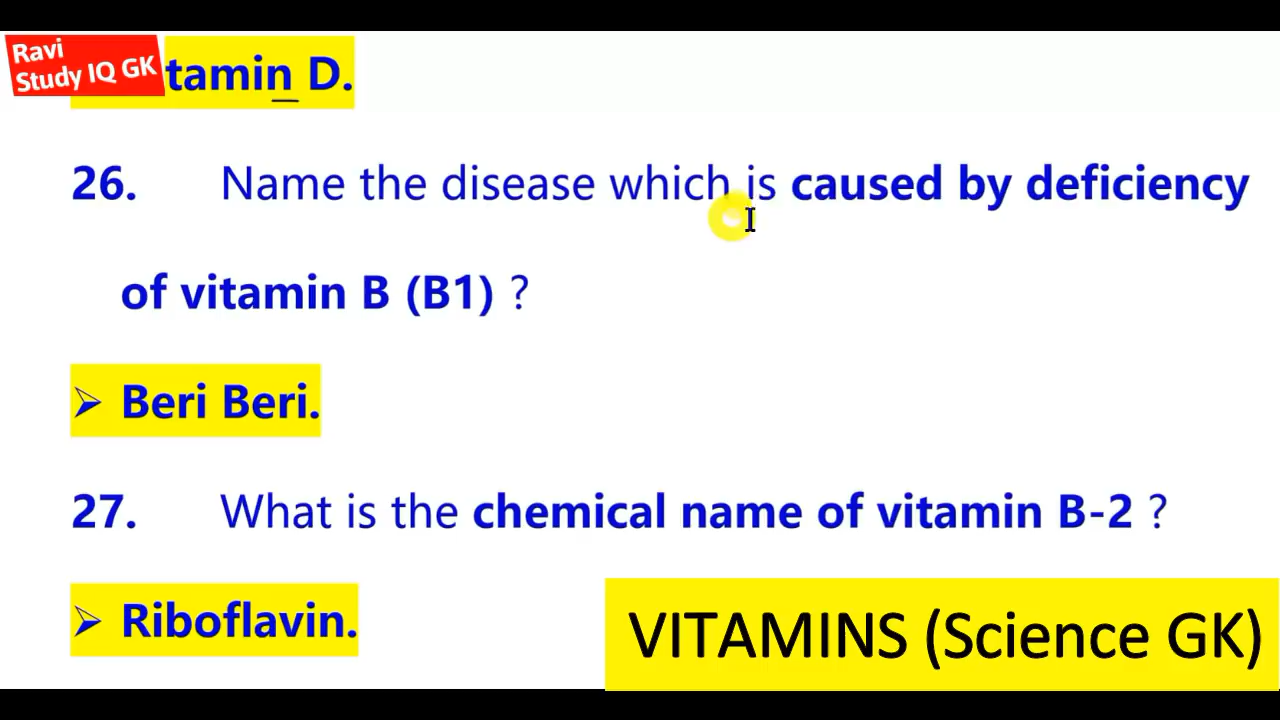 Ravi
Study IQ GK
tamin D.
26. Name the disease which is caused by deficiency
of vitamin B (B1) ?
➢ Beri Beri.
27. What is the chemical name of vitamin B-2 ?
➢ Riboflavin.
VITAMINS (Science GK)